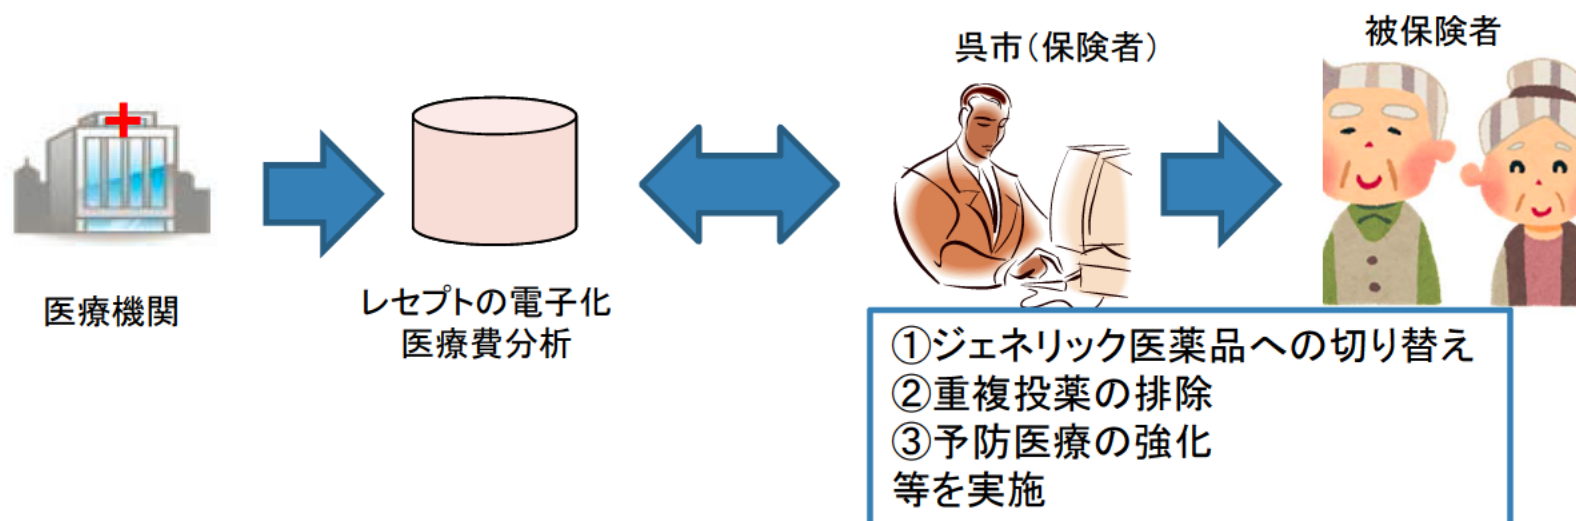 呉市（保険者）
被保険者
医療機関
レセプトの電子化
医療費分析
①ジェネリック医薬品への切り替え
②重複投薬の排除
③予防医療の強化
等を実施